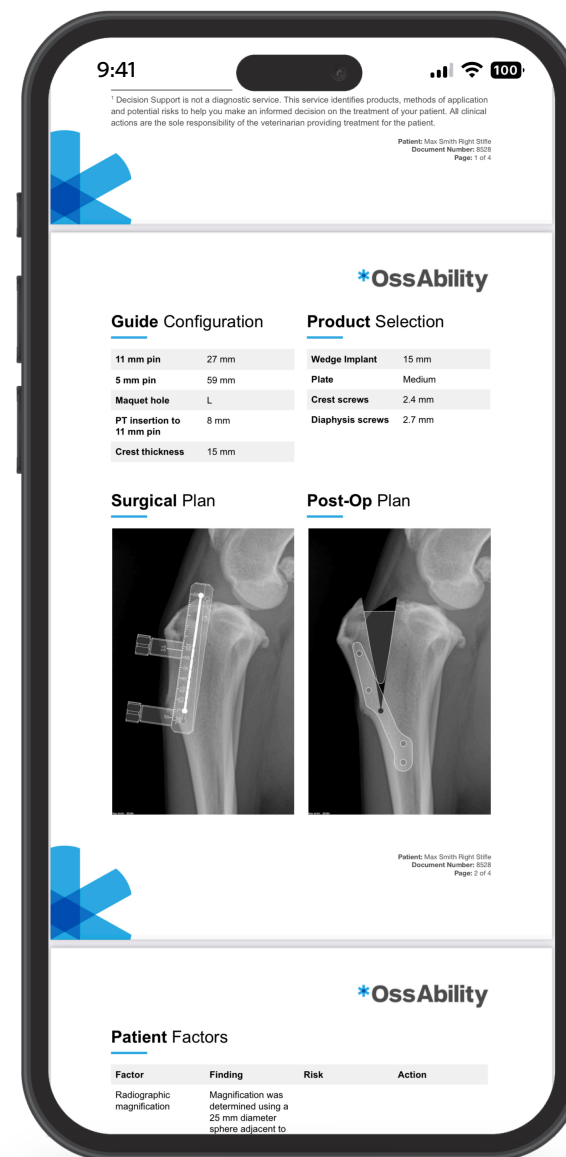 9:41
100
1 Decision Support is not a diagnostic service. This service identifies products, methods of application
and potential risks to help you make an informed decision on the treatment of your patient. All clinical
actions are the sole responsibility of the veterinarian providing treatment for the patient.
Patient: Max Smith Right Stifle
Document Number: 8528
Page: 1 of 4
*OssAbility
Guide Configuration
11 mm pin 27 mm
5 mm pin 59 mm
Maquet hole L
PT insertion to 8 mm
11 mm pin
Crest thickness 15 mm
Product Selection
Wedge Implant 15 mm
Plate Medium
Crest screws 2.4 mm
Diaphysis screws 2.7 mm
Surgical Plan
Post-Op Plan
Patient: Max Smith Right Stifle
Document Number: 8528
Page: 2 of 4
*OssAbility
Patient Factors
Factor Finding Risk Action
Radiographic Magnification was
magnification determined using a
25 mm diameter
sphere adjacent to